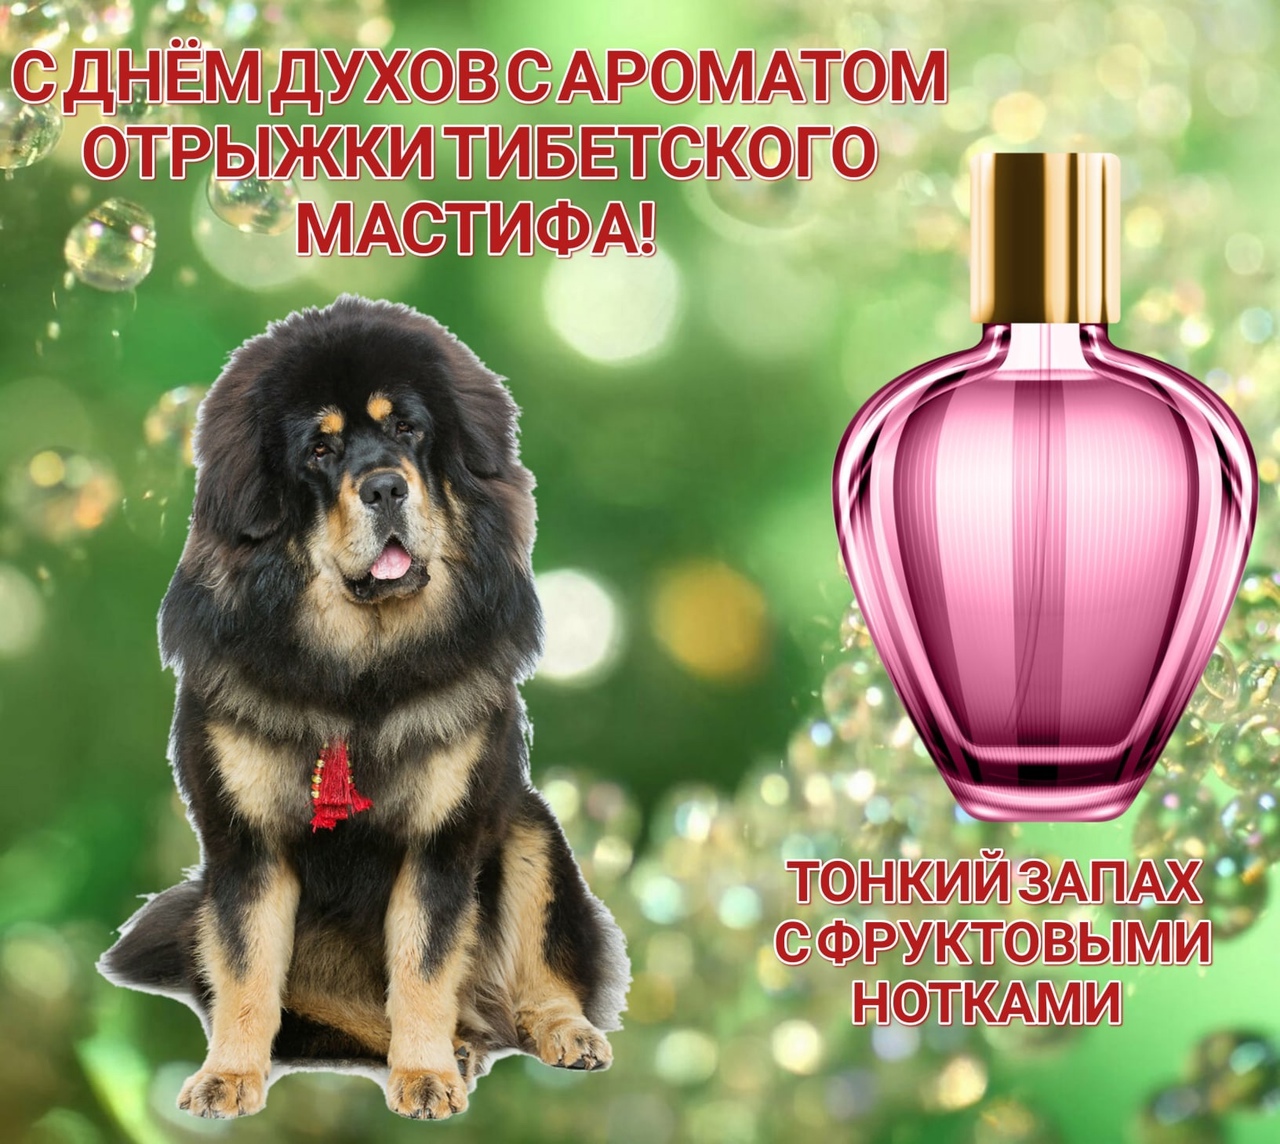 С ДНЁМ ДУХОВ С АРОМАТОМ
ОТРЫЖКИ ТИБЕТСКОГО
МАСТИФА!
ТОНКИЙ ЗАПАХ
С ФРУКТОВЫМИ
НОТКАМИ